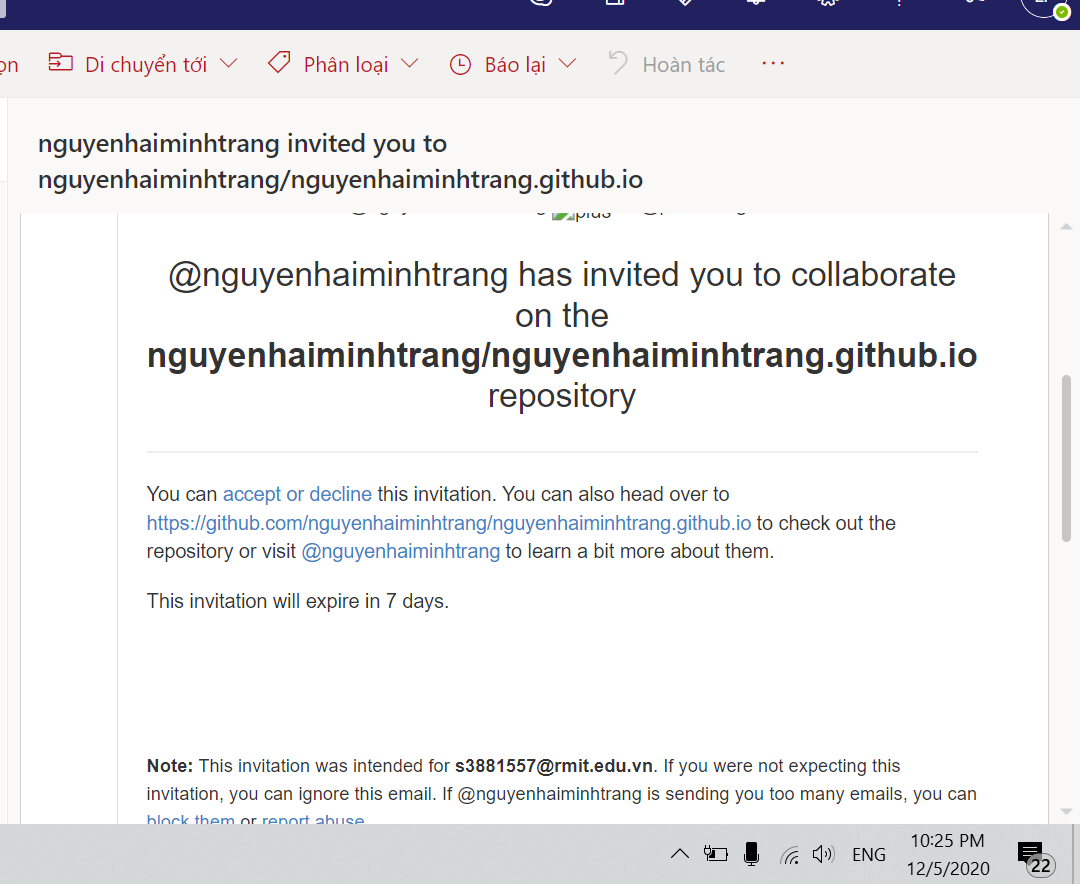 Di chuyển tới
Phân loại
Báo lại
Hoàn tác
...
nguyenhaiminhtrang invited you to
nguyenhaiminhtrang/nguyenhaiminhtrang.github.io
plus
@nguyenhaiminhtrang has invited you to collaborate
on the
nguyenhaiminhtrang/nguyenhaiminhtrang.github.io
repository
You can accept or decline this invitation. You can also head over to
https://github.com/nguyenhaiminhtrang/nguyenhaiminhtrang.github.io to check out the
repository or visit @nguyenhaiminhtrang to learn a bit more about them.
This invitation will expire in 7 days.
Note: This invitation was intended for s3881557@rmit.edu.vn. If you were not expecting this
invitation, you can ignore this email. If @nguyenhaiminhtrang is sending you too many emails, you can
block them or report abuse
ENG
10:25 PM
12/5/2020
22